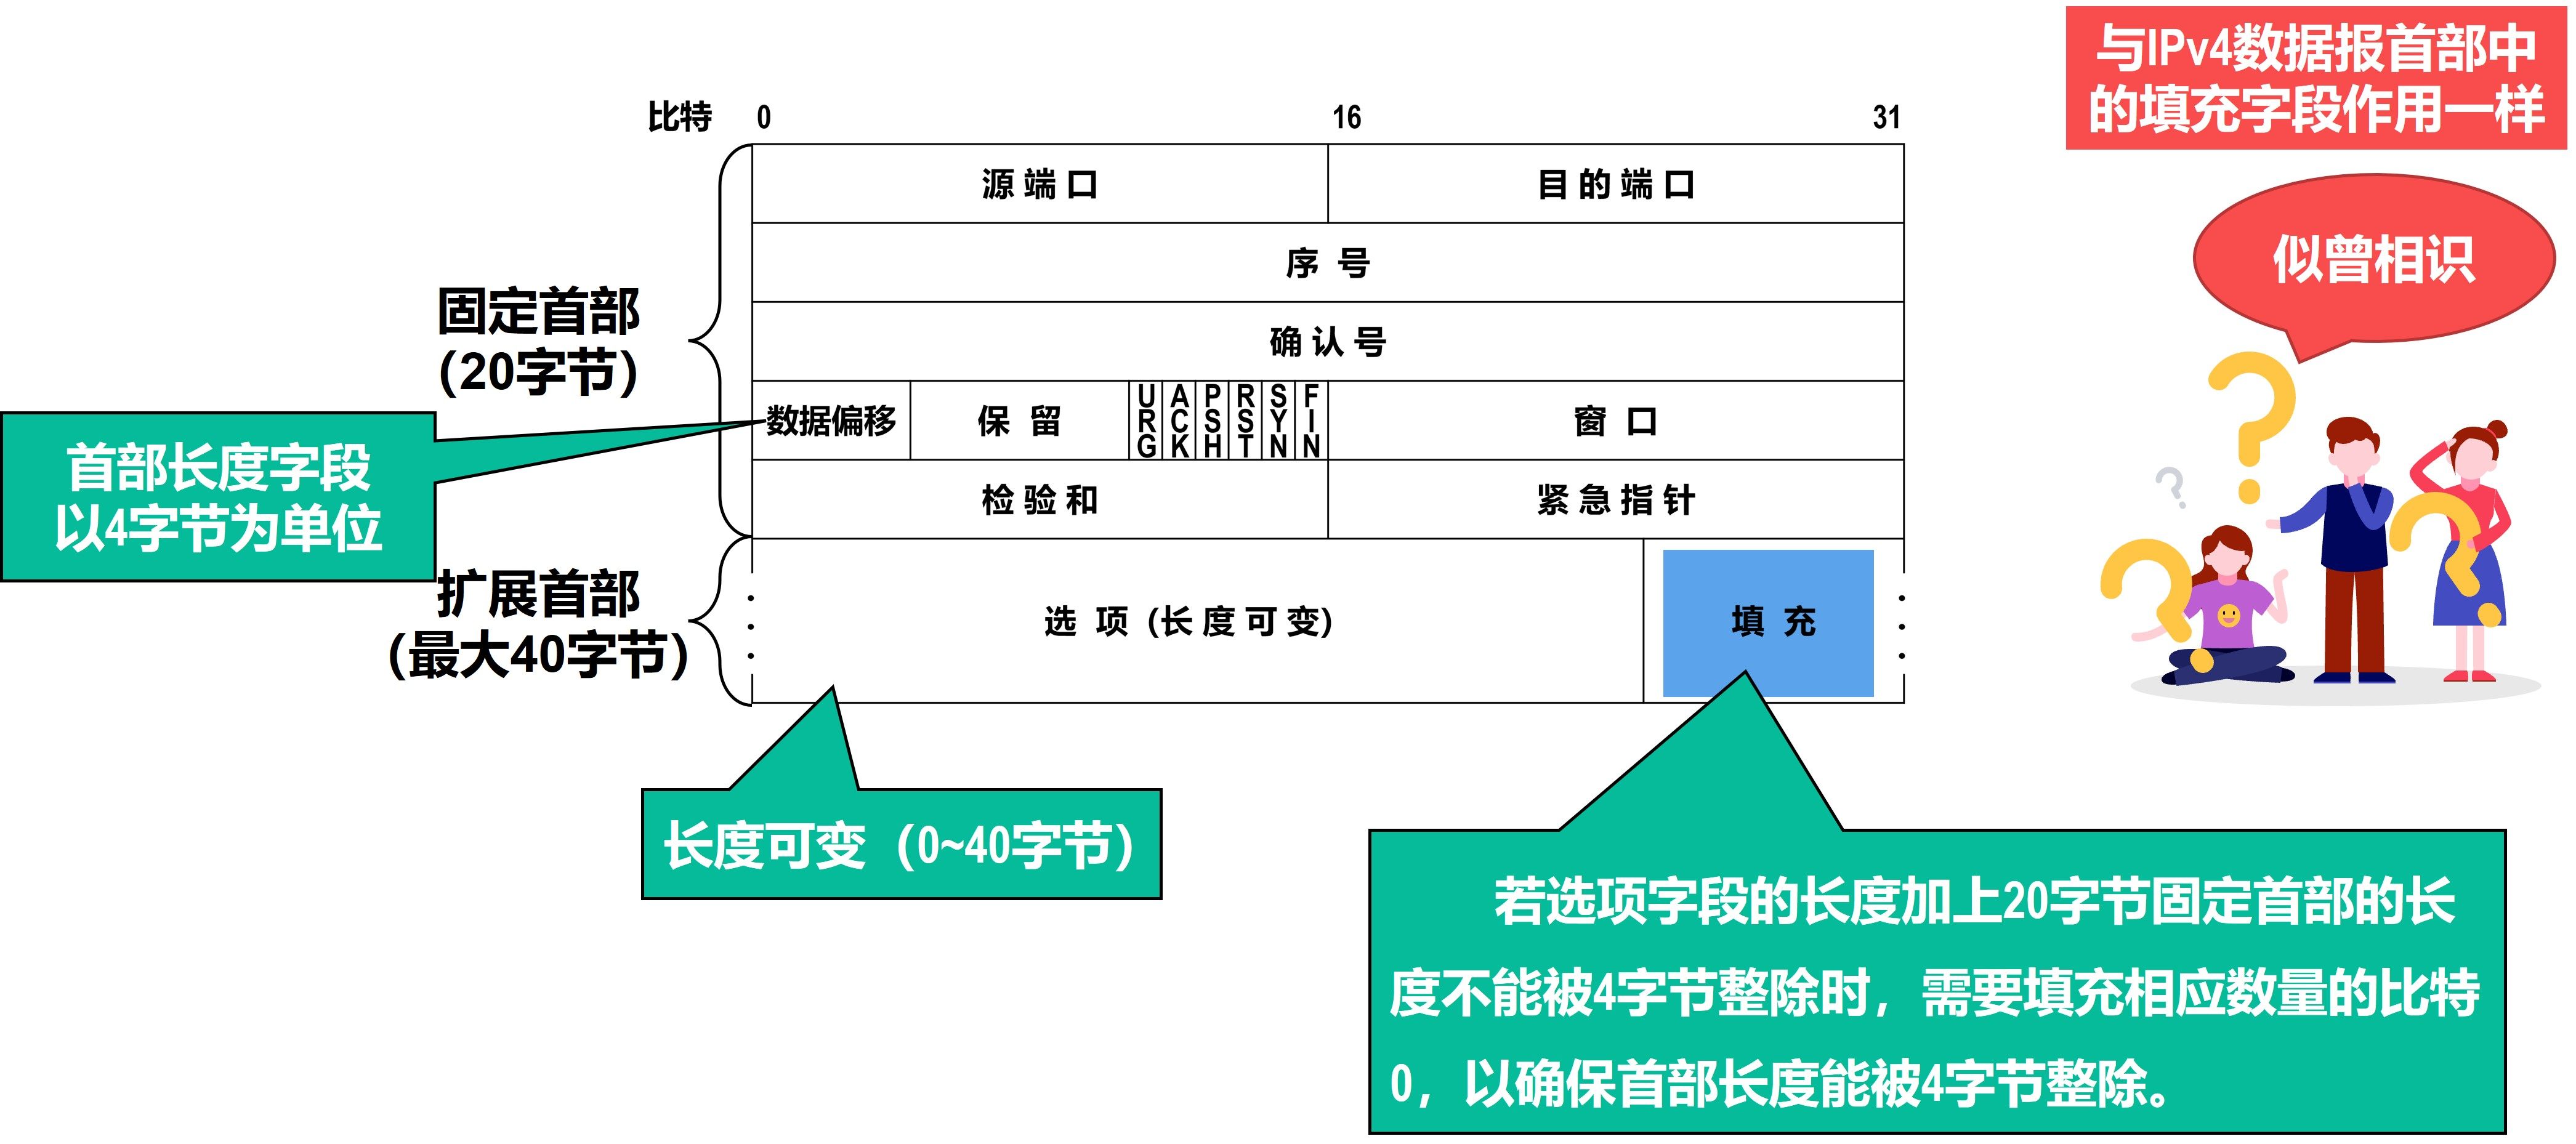 与IPv4数据报首部中
的填充字段作用一样
似曾相识
比特 0 16 31
源端口 目的端口
序号
确认号
数据偏移 保留 URG ACK PSH RST SYN FIN 窗口
检验和 紧急指针
选项(长度可变) 填充
固定首部
(20字节)
首部长度字段
以4字节为单位
扩展首部
(最大40字节)
长度可变（0~40字节）
若选项字段的长度加上20字节固定首部的长
度不能被4字节整除时，需要填充相应数量的比特
0，以确保首部长度能被4字节整除。